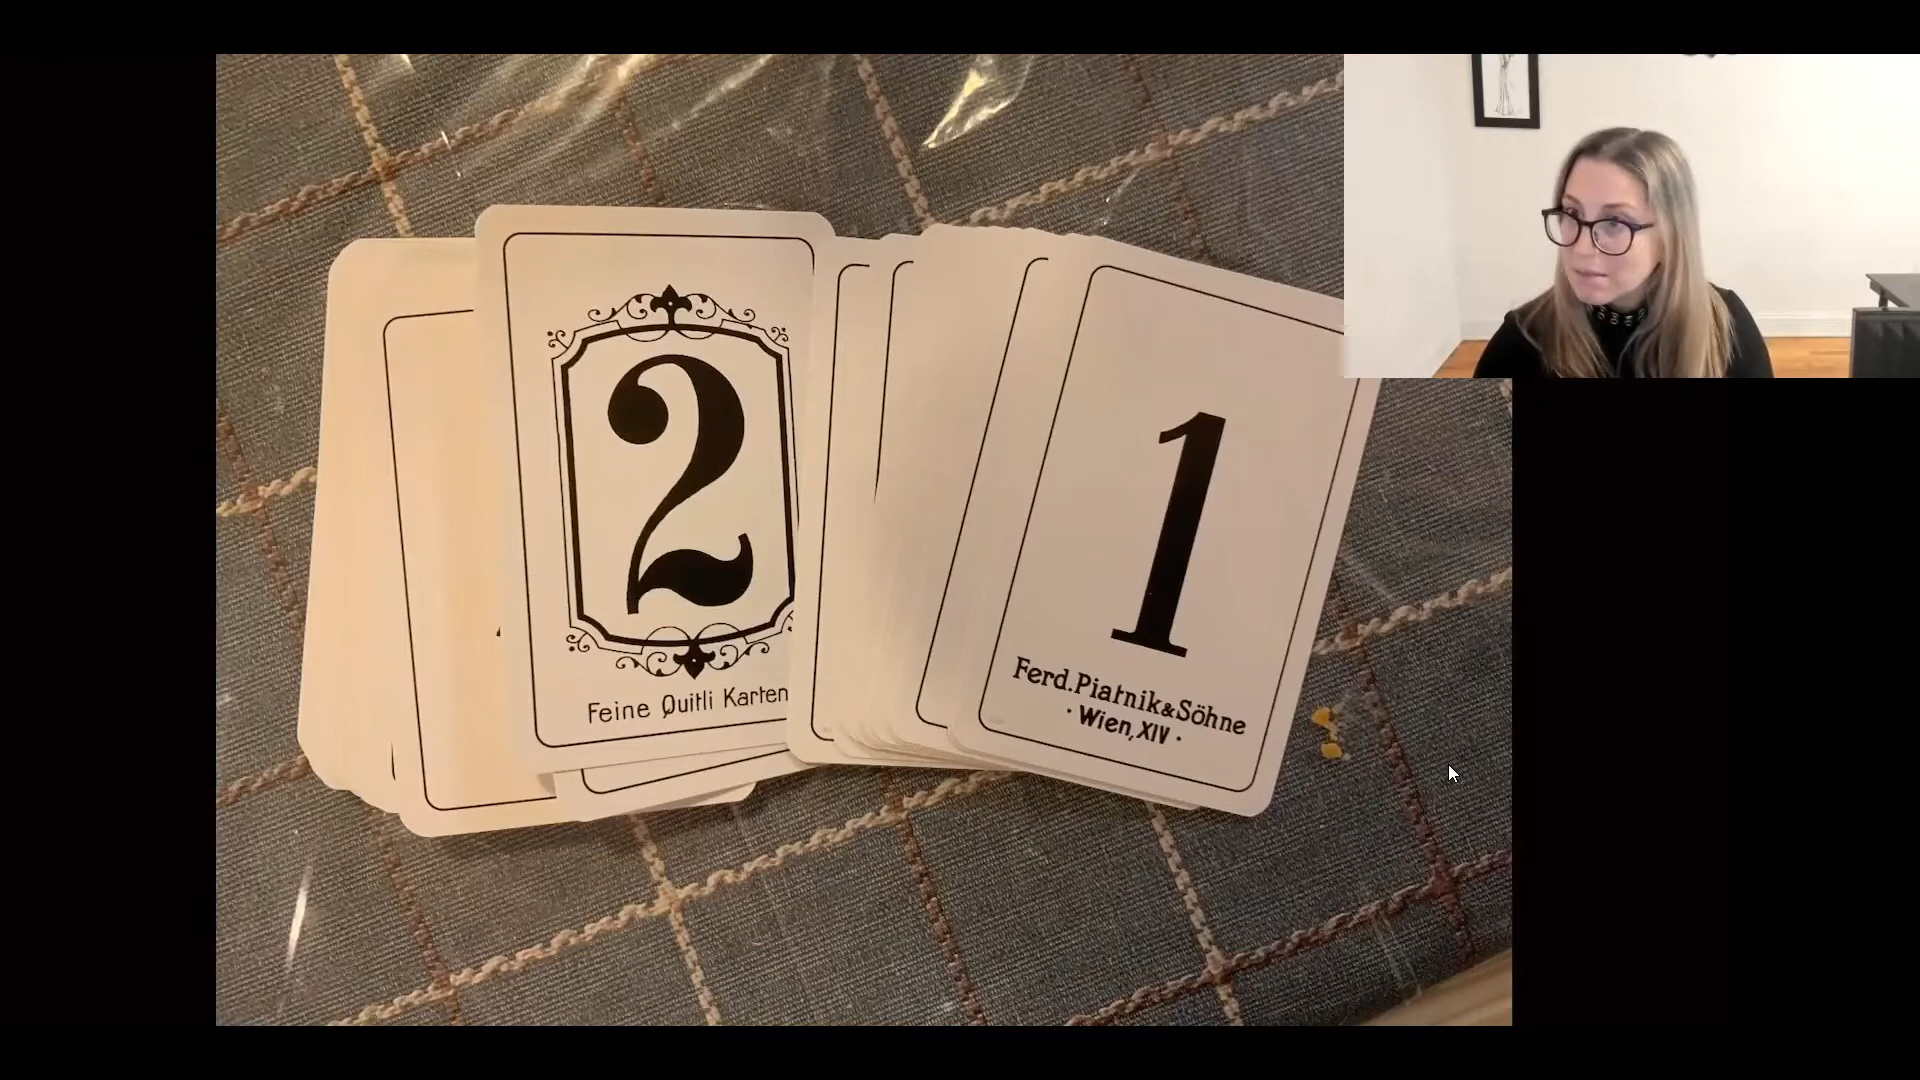 2
Feine Quitli Karten
1
Ferd. Piatnik & Söhne
· Wien, XIV ·